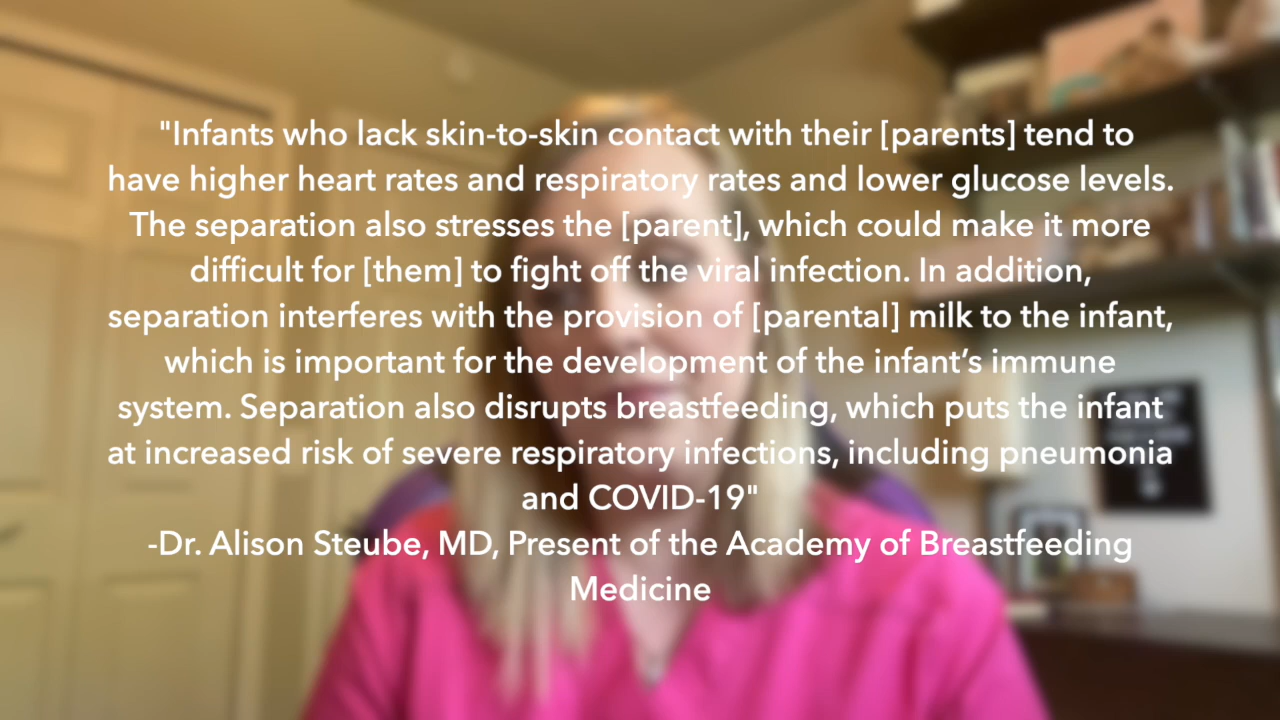 "Infants who lack skin-to-skin contact with their [parents] tend to
have higher heart rates and respiratory rates and lower glucose levels.
The separation also stresses the [parent], which could make it more
difficult for [them] to fight off the viral infection. In addition,
separation interferes with the provision of [parental] milk to the infant,
which is important for the development of the infant’s immune
system. Separation also disrupts breastfeeding, which puts the infant
at increased risk of severe respiratory infections, including pneumonia
and COVID-19"
-Dr. Alison Steube, MD, Present of the Academy of Breastfeeding
Medicine